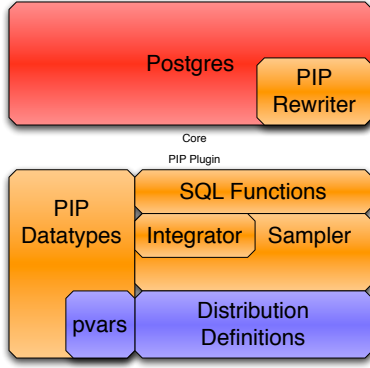 Postgres
PIP
Rewriter
Core
PIP Plugin
PIP
Datatypes
SQL Functions
Integrator
Sampler
pvars
Distribution
Definitions